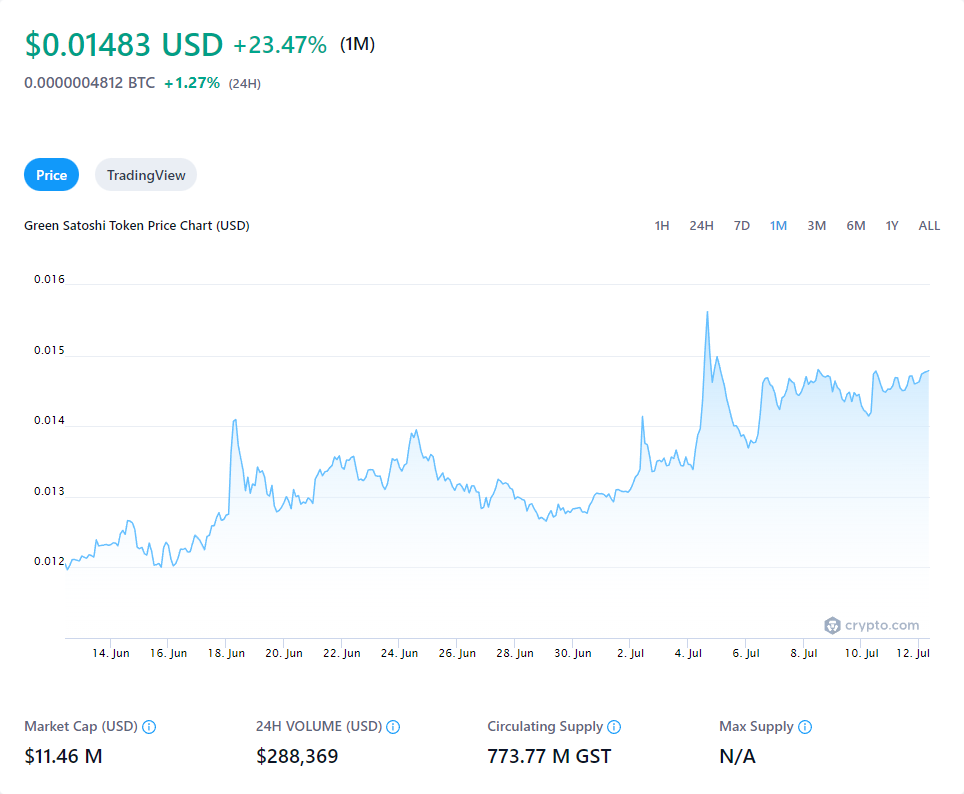 $0.01483 USD +23.47% (1M)
0.0000004812 BTC +1.27% (24H)
Price TradingView
Green Satoshi Token Price Chart (USD) 1H 24H 7D 1M 3M 6M 1Y ALL
0.016
0.015
0.014
0.013
0.012
crypto.com
14. Jun 16. Jun 18. Jun 20. Jun 22. Jun 24. Jun 26. Jun 28. Jun 30. Jun 2. Jul 4. Jul 6. Jul 8. Jul 10. Jul 12. Jul
Market Cap (USD) 24H VOLUME (USD) Circulating Supply Max Supply
$11.46 M $288,369 773.77 M GST N/A